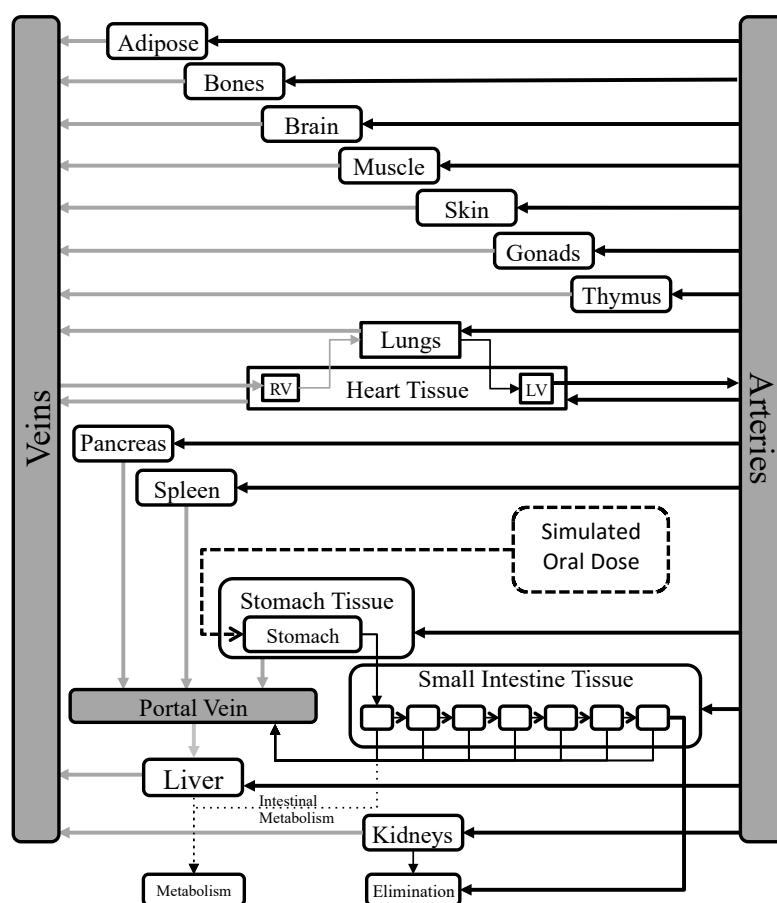 Adipose
Bones
Brain
Muscle
Skin
Gonads
Thymus
Lungs
RV
Heart Tissue
LV
Veins
Arteries
Pancreas
Spleen
Simulated
Oral Dose
Stomach Tissue
Stomach
Small Intestine Tissue
Portal Vein
Liver
Intestinal
Metabolism
Kidneys
Metabolism
Elimination